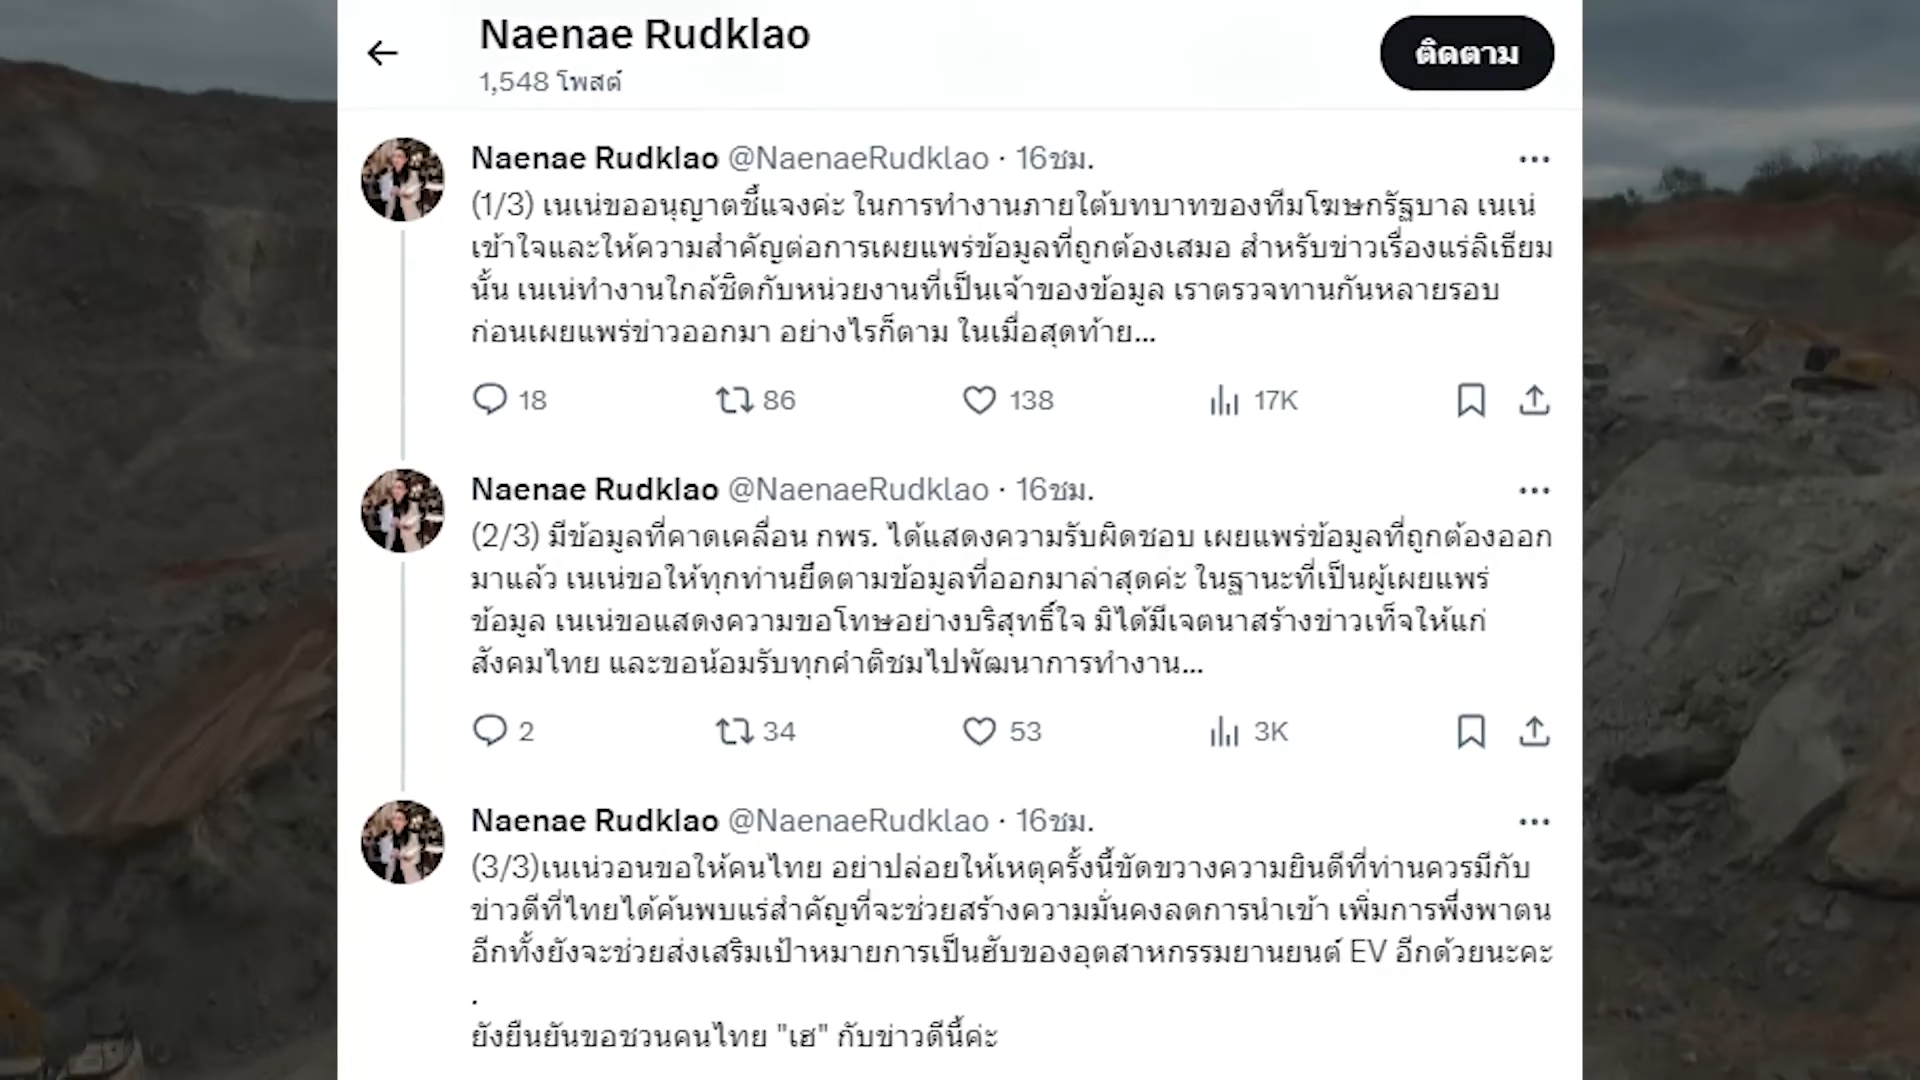 Naenae Rudklao
1,548 โพสต์
ติดตาม
Naenae Rudklao @NaenaeRudklao · 16ชม.
(1/3) เนเน่ขออนุญาตชี้แจงค่ะ ในการทำงานภายใต้บทบาทของทีมโฆษกรัฐบาล เนเน่
เข้าใจและให้ความสำคัญต่อการเผยแพร่ข้อมูลที่ถูกต้องเสมอ สำหรับข่าวเรื่องแร่ลิเธียม
นั้น เนเน่ทำงานใกล้ชิดกับหน่วยงานที่เป็นเจ้าของข้อมูล เราตรวจทานกันหลายรอบ
ก่อนเผยแพร่ข่าวออกมา อย่างไรก็ตาม ในเมื่อสุดท้าย...
18 86 138 17K
Naenae Rudklao @NaenaeRudklao · 16ชม.
(2/3) มีข้อมูลที่คาดเคลื่อน กพร. ได้แสดงความรับผิดชอบ เผยแพร่ข้อมูลที่ถูกต้องออก
มาแล้ว เนเน่ขอให้ทุกท่านยึดตามข้อมูลที่ออกมาล่าสุดค่ะ ในฐานะที่เป็นผู้เผยแพร่
ข้อมูล เนเน่ขอแสดงความขอโทษอย่างบริสุทธิ์ใจ มิได้มีเจตนาสร้างข่าวเท็จให้แก่
สังคมไทย และขอน้อมรับทุกคำติชมไปพัฒนาการทำงาน...
2 34 53 3K
Naenae Rudklao @NaenaeRudklao · 16ชม.
(3/3)เนเน่วอนขอให้คนไทย อย่าปล่อยให้เหตุครั้งนี้ขัดขวางความยินดีที่ท่านควรมีกับ
ข่าวดีที่ไทยได้ค้นพบแร่สำคัญที่จะช่วยสร้างความมั่นคงลดการนำเข้า เพิ่มการพึ่งพาตน
อีกทั้งยังจะช่วยส่งเสริมเป้าหมายการเป็นฮับของอุตสาหกรรมยานยนต์ EV อีกด้วยนะคะ
.
ยังยืนยันขอชวนคนไทย "เฮ" กับข่าวดีนี้ค่ะ